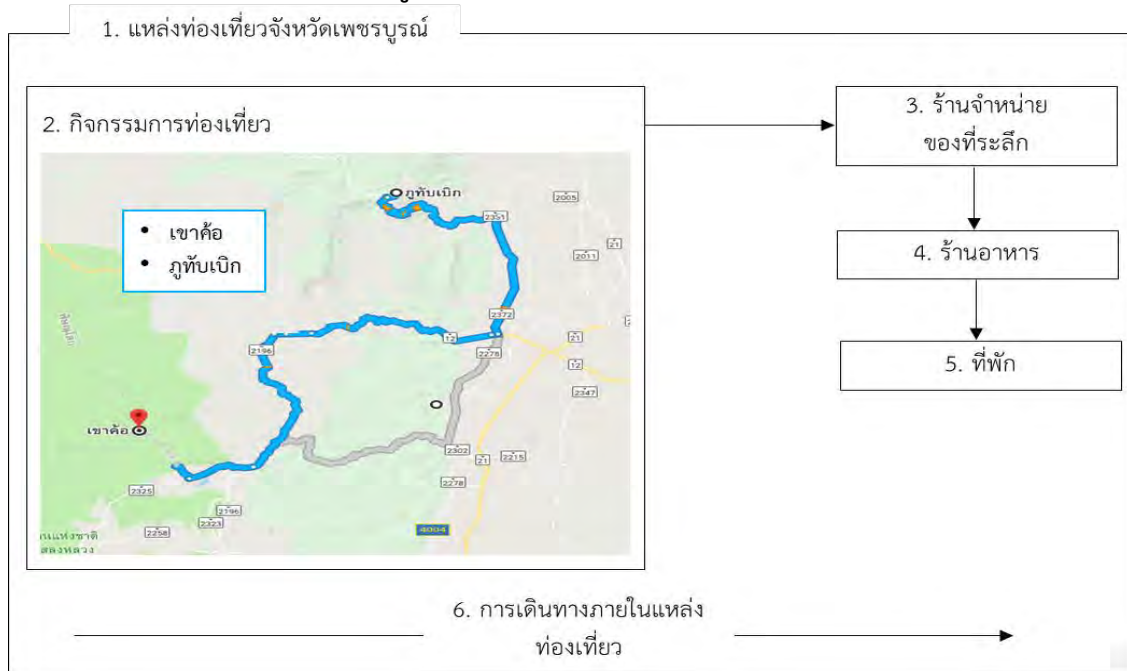 1. แหล่งท่องเที่ยวจังหวัดเพชรบูรณ์
2. กิจกรรมการท่องเที่ยว
3. ร้านจำหน่าย
ของที่ระลึก
• เขาค้อ
• ภูทับเบิก
ภูทับเบิก
2331
2005
21
2011
2372
12
2196
2278
21
12
2347
เขาค้อ
2302
21
2215
2278
2325
2196
2323
2258
4004
4. ร้านอาหาร
5. ที่พัก
6. การเดินทางภายในแหล่ง
ท่องเที่ยว